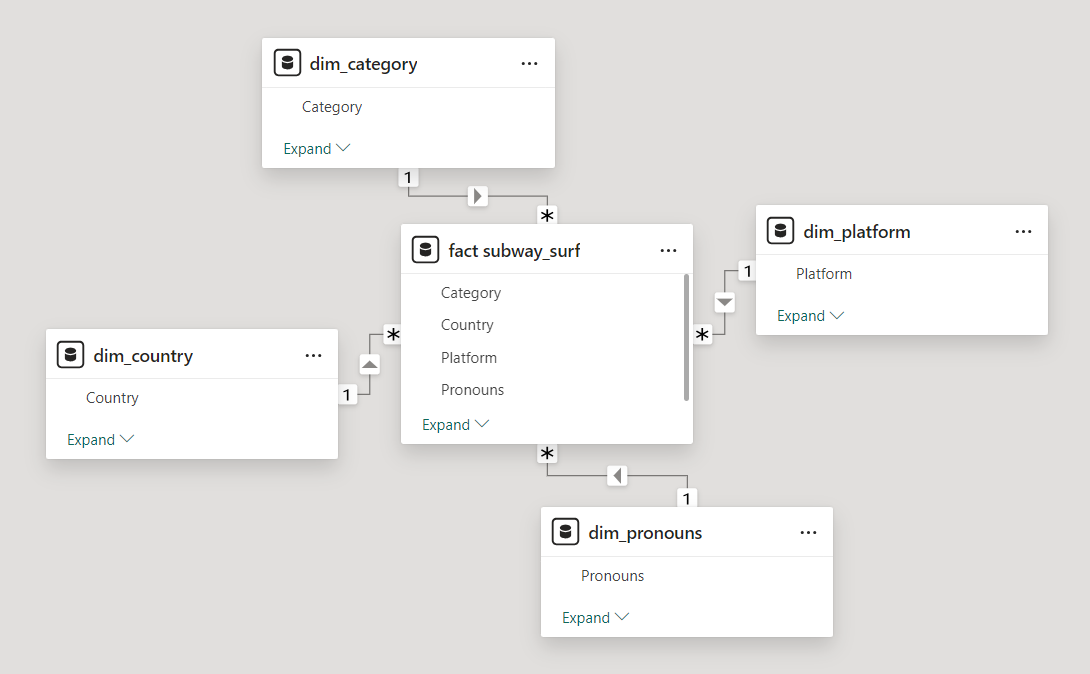 dim_category
Category
Expand
1
*
fact subway_surf
Category
Country
Platform
Pronouns
Expand
*
*
*
dim_platform
Platform
Expand
1
dim_country
Country
Expand
1
dim_pronouns
Pronouns
Expand
1